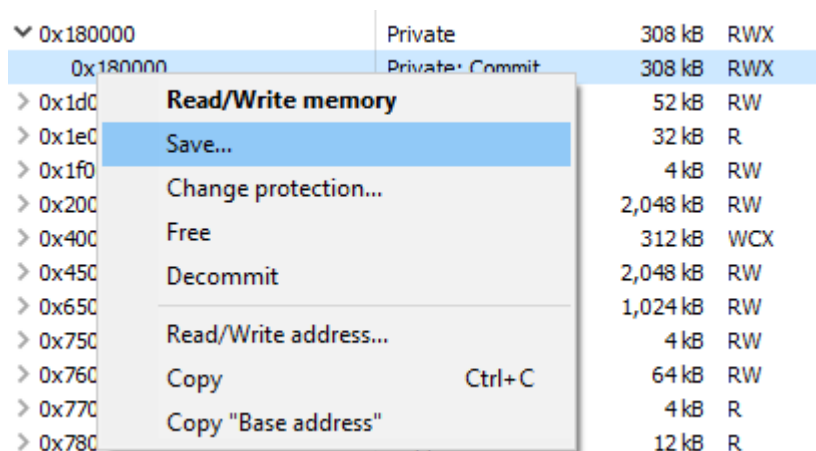 0x180000 Private 308 kB RWX
0x180000 Private: Commit 308 kB RWX
0x1d0 52 kB RW
Read/Write memory
0x1e0 32 kB R
Save...
0x1f0 4 kB RW
Change protection...
0x200 2,048 kB RW
Free
0x400 312 kB WCX
Decommit
0x450 2,048 kB RW
0x650 1,024 kB RW
Read/Write address...
0x750 4 kB RW
Copy Ctrl+C
0x760 64 kB RW
0x770 4 kB R
Copy "Base address"
0x780 12 kB R